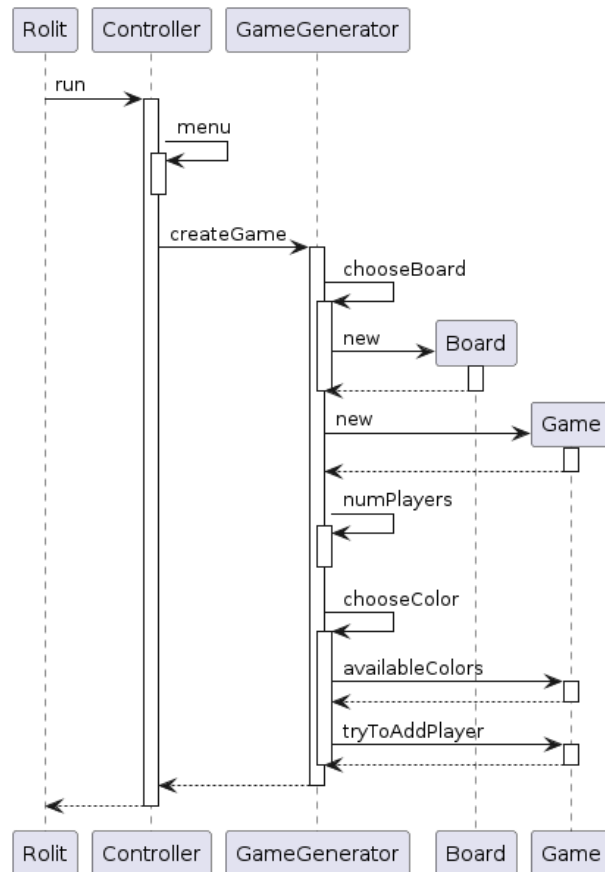 Rolit Controller GameGenerator
run
menu
createGame
chooseBoard
new
Board
new
Game
numPlayers
chooseColor
availableColors
tryToAddPlayer
Rolit Controller GameGenerator Board Game